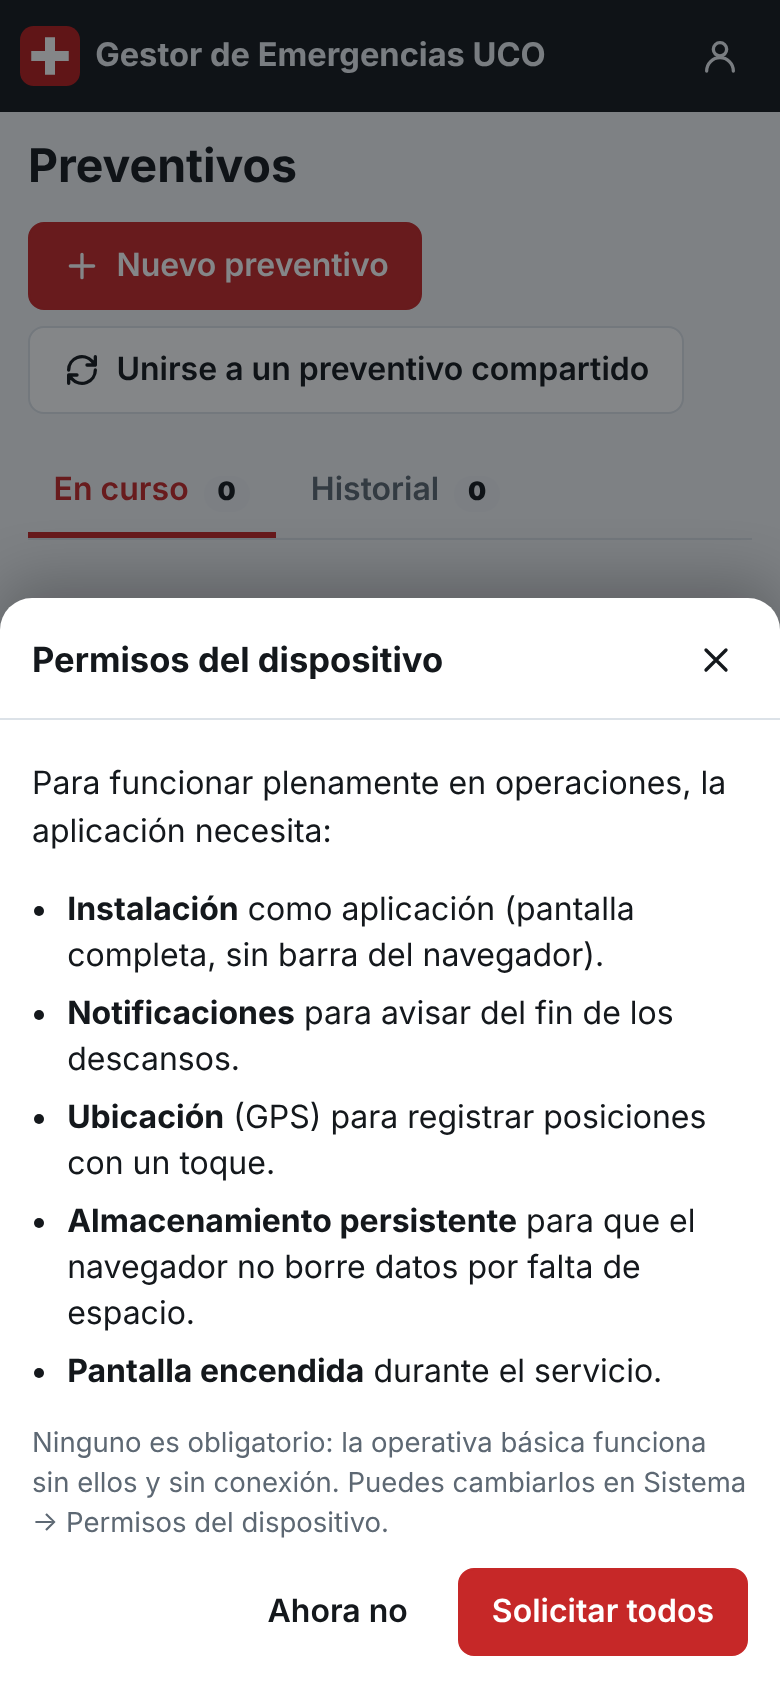 Gestor de Emergencias UCO
Preventivos
Nuevo preventivo
Unirse a un preventivo compartido
En curso 0 Historial 0
Permisos del dispositivo
Para funcionar plenamente en operaciones, la
aplicación necesita:
• Instalación como aplicación (pantalla
completa, sin barra del navegador).
• Notificaciones para avisar del fin de los
descansos.
• Ubicación (GPS) para registrar posiciones
con un toque.
• Almacenamiento persistente para que el
navegador no borre datos por falta de
espacio.
• Pantalla encendida durante el servicio.
Ninguno es obligatorio: la operativa básica funciona
sin ellos y sin conexión. Puedes cambiarlos en Sistema
→ Permisos del dispositivo.
Ahora no Solicitar todos